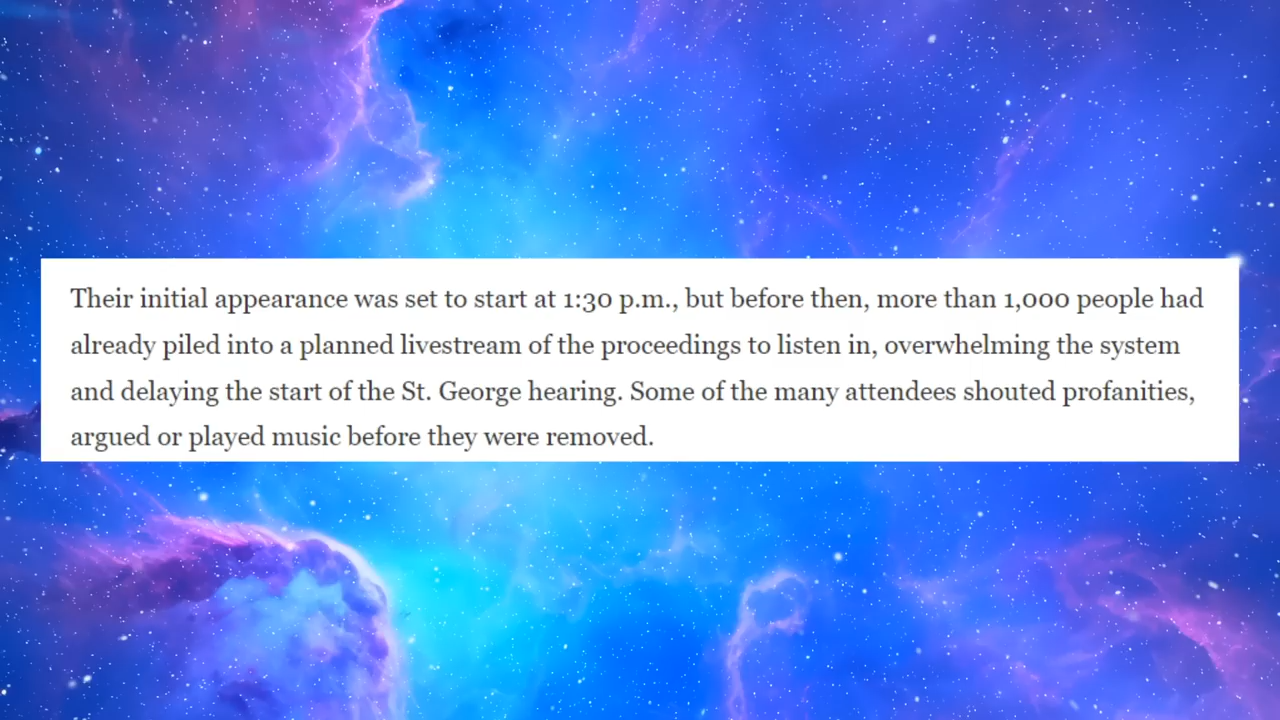 Their initial appearance was set to start at 1:30 p.m., but before then, more than 1,000 people had
already piled into a planned livestream of the proceedings to listen in, overwhelming the system
and delaying the start of the St. George hearing. Some of the many attendees shouted profanities,
argued or played music before they were removed.